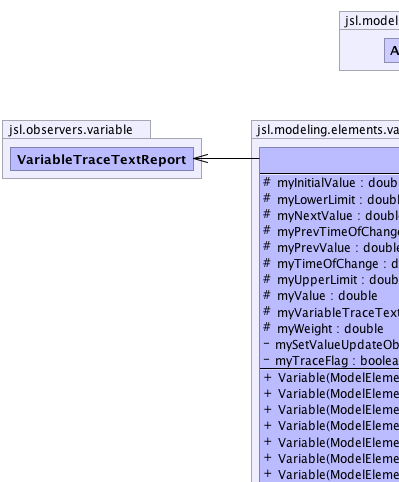 jsl.model
A
jsl.observers.variable
VariableTraceTextReport
jsl.modeling.elements.va
# myInitialValue : doub
# myLowerLimit : doub
# myNextValue : double
# myPrevTimeOfChange
# myPrevValue : double
# myTimeOfChange : d
# myUpperLimit : doub
# myValue : double
# myVariableTraceText
# myWeight : double
− mySetValueUpdateOb
− myTraceFlag : boolea
+ Variable(ModelEleme
+ Variable(ModelEleme
+ Variable(ModelEleme
+ Variable(ModelEleme
+ Variable(ModelEleme
+ Variable(ModelEleme
+ Variable(ModelEleme